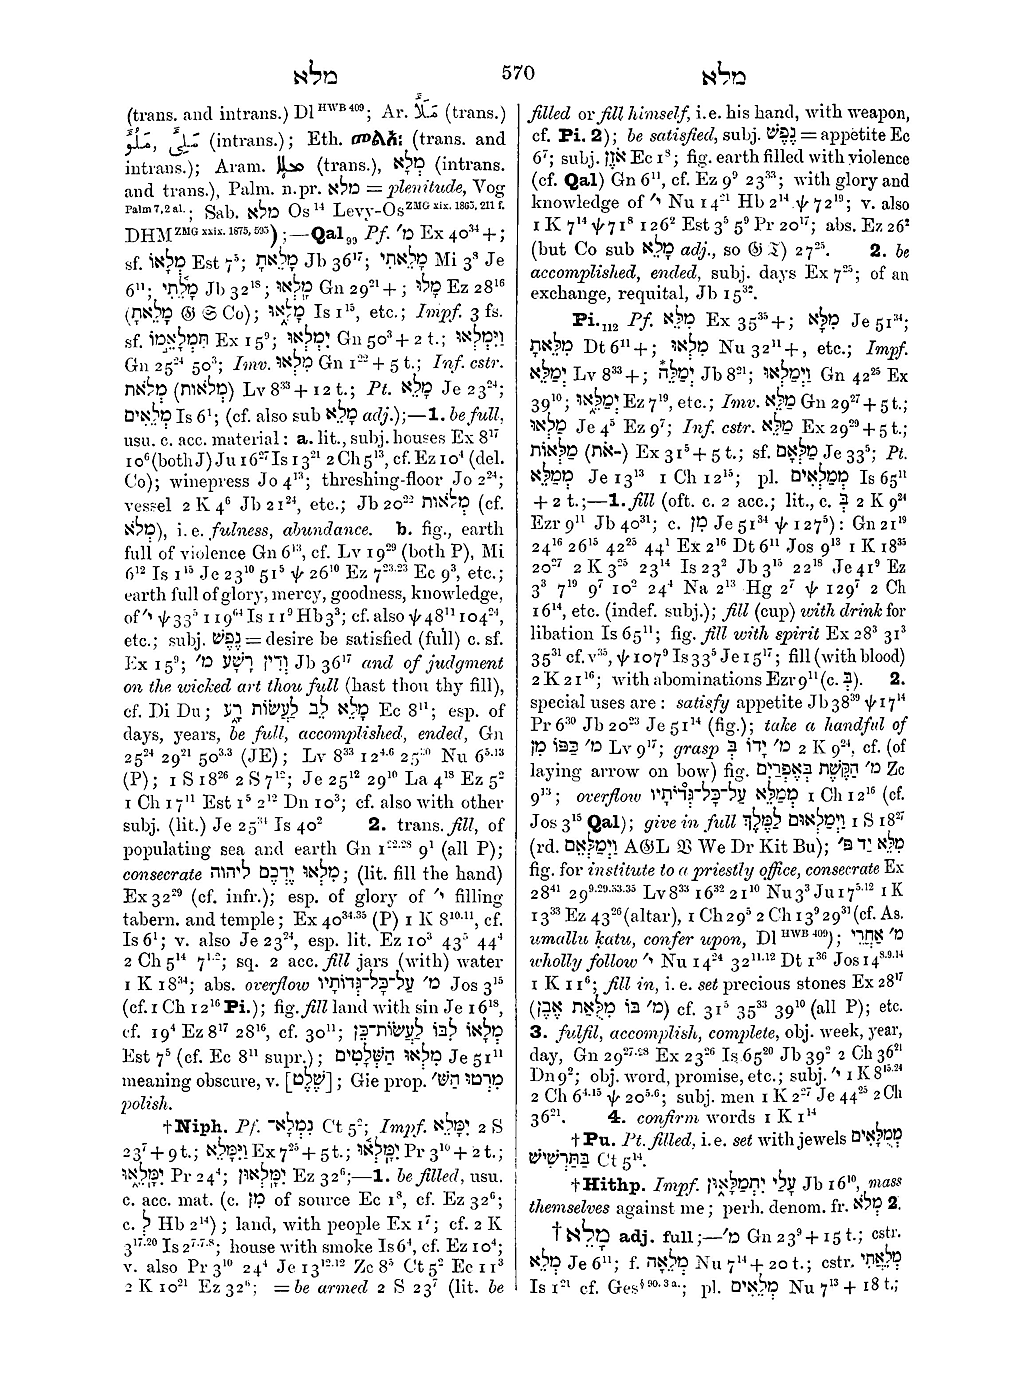 מלא 570 מלא
(trans. and intrans.) Dl HWB 409; Ar. مَلَأَ (trans.)
(intrans.); Eth. መልአ: (trans. and
intrans.); Aram. (trans.), מְלָא (intrans.
and trans.), Palm. n.pr. מלא = plenitude, Vog
Palm 7, 2 al.; Sab. מלא Os 14 Levy-Os ZMG xix. 1865, 211 f.
DHM ZMG xxix. 1875, 595) ;—Qal 99 Pf. מ׳ Ex 40 34 +;
sf. מְלָאוֹ Est 7 5; מָלֵאתָ Jb 36 17; מָלֵאתִי Mi 3 8 Je
6 11; מָלֵתִי Jb 32 18; מָלְאוּ Gn 29 21 + ; מָלוּ Ez 28 16
(מָלֵאתָ 𝔊 𝔖 Co); מָלֵאוּ Is 1 15, etc.; Impf. 3 fs.
sf. תִּמְלָאֵמוֹ Ex 15 9; יִמְלְאוּ Gn 50 3 + 2 t.; וַיִּמְלְאוּ
Gn 25 24 50 3; Imv. מִלְאוּ Gn 1 22 + 5 t.; Inf. cstr.
מְלֹאת (מְלֹאות) Lv 8 33 + 12 t.; Pt. מָלֵא Je 23 24;
מְלֵאִים Is 6 1; (cf. also sub מָלֵא adj.);—1. be full,
usu. c. acc. material: a. lit., subj. houses Ex 8 17
10 6 (both J) Ju 16 27 Is 13 21 2 Ch 5 13, cf. Ez 10 4 (del.
Co); winepress Jo 4 13; threshing-floor Jo 2 24;
vessel 2 K 4 6 Jb 21 24, etc.; Jb 20 22 מְלֹאות (cf.
מָלֵא), i. e. fulness, abundance. b. fig., earth
full of violence Gn 6 13, cf. Lv 19 29 (both P), Mi
6 12 Is 1 15 Je 23 10 51 5 ψ 26 10 Ez 7 23.23 Ec 9 3, etc.;
earth full of glory, mercy, goodness, knowledge,
of י׳ ψ 33 5 119 64 Is 11 9 Hb 3 3; cf. also ψ 48 11 104 24,
etc.; subj. נֶפֶשׁ = desire be satisfied (full) c. sf.
Ex 15 9; וְדִין רָשָׁע מ׳ Jb 36 17 and of judgment
on the wicked art thou full (hast thou thy fill),
cf. Di Du; מָלֵא לֵב לַעֲשׂוֹת רָע Ec 8 11; esp. of
days, years, be full, accomplished, ended, Gn
25 24 29 21 50 3.3 (JE); Lv 8 33 12 4.6 25 30 Nu 6 5.13
(P); 1 S 18 26 2 S 7 12; Je 25 12 29 10 La 4 18 Ez 5 2
1 Ch 17 11 Est 1 5 2 12 Dn 10 3; cf. also with other
subj. (lit.) Je 25 34 Is 40 2 2. trans. fill, of
populating sea and earth Gn 1 22.28 9 1 (all P);
consecrate מִלְאוּ יֶדְכֶם ליהוה; (lit. fill the hand)
Ex 32 29 (cf. infr.); esp. of glory of י׳ filling
tabern. and temple; Ex 40 34.35 (P) 1 K 8 10.11, cf.
Is 6 1; v. also Je 23 24, esp. lit. Ez 10 3 43 5 44 4
2 Ch 5 14 7 1.2; sq. 2 acc. fill jars (with) water
1 K 18 34; abs. overflow מ׳ עַל־כָּל־גְּדוֹתָיו Jos 3 15
(cf. 1 Ch 12 16 Pi.); fig. fill land with sin Je 16 18,
cf. 19 4 Ez 8 17 28 16, cf. 30 11; מְלָאוֹ לִבּוֹ לַעֲשׂוֹת־כֵּן
Est 7 5 (cf. Ec 8 11 supr.); מִלְאוּ הַשְּׁלָטִים Je 51 11
meaning obscure, v. [שֶׁלֶט]; Gie prop. מִרְטוּ הַשּׁ׳
polish.
†Niph. Pf. נִמְלָא־ Ct 5 2; Impf. יִמָּלֵא 2 S
23 7 + 9 t.; וַיִּמָּלֵא Ex 7 25 + 5 t.; יִמָּלְאוּ Pr 3 10 + 2 t.;
יִמָּלְאוּ Pr 24 4; יִמָּלְאוּן Ez 32 6;—1. be filled, usu.
c. acc. mat. (c. מִן of source Ec 1 8, cf. Ez 32 6;
c. לְ Hb 2 14) ; land, with people Ex 1 7; cf. 2 K
3 17.20 Is 2 7.7.8; house with smoke Is 6 4, cf. Ez 10 4;
v. also Pr 3 10 24 4 Je 13 12.12 Zc 8 5 Ct 5 2 Ec 11 3
2 K 10 21 Ez 32 6; = be armed 2 S 23 7 (lit. be
filled or fill himself, i.e. his hand, with weapon,
cf. Pi. 2); be satisfied, subj. נֶפֶשׁ = appetite Ec
6 7; subj. אֹזֶן Ec 1 8; fig. earth filled with violence
(cf. Qal) Gn 6 11, cf. Ez 9 9 23 33; with glory and
knowledge of י׳ Nu 14 21 Hb 2 14 ψ 72 19; v. also
1 K 7 14 ψ 71 8 126 2 Est 3 5 5 9 Pr 20 17; abs. Ez 26 2
(but Co sub מָלֵא adj., so 𝔊 𝔗) 27 25. 2. be
accomplished, ended, subj. days Ex 7 25; of an
exchange, requital, Jb 15 32.
Pi. 112 Pf. מִלֵּא Ex 35 35 +; מִלָּא Je 51 34;
מִלֵּאתָ Dt 6 11 +; מִלְאוּ Nu 32 11 +, etc.; Impf.
יְמַלֵּא Lv 8 33 +; יְמַלֵּה Jb 8 21; וַיְמַלְאוּ Gn 42 25 Ex
39 10; יְמַלֵּאוּ Ez 7 19, etc.; Imv. מַלֵּא Gn 29 27 + 5 t.;
מַלְאוּ Je 4 5 Ez 9 7; Inf. cstr. מַלֵּא Ex 29 29 + 5 t.;
מַלֹּאות (־אֹת) Ex 31 5 + 5 t.; sf. מַלְאָם Je 33 5; Pt.
מְמַלֵּא Je 13 13 1 Ch 12 15; pl. מְמַלְאִים Is 65 11
+ 2 t.;—1. fill (oft. c. 2 acc.; lit., c. בְּ 2 K 9 24
Ezr 9 11 Jb 40 31; c. מִן Je 51 34 ψ 127 5): Gn 21 19
24 16 26 15 42 25 44 1 Ex 2 16 Dt 6 11 Jos 9 13 1 K 18 35
20 27 2 K 3 25 23 14 Is 23 2 Jb 3 15 22 18 Je 41 9 Ez
3 3 7 19 9 7 10 2 24 4 Na 2 13 Hg 2 7 ψ 129 7 2 Ch
16 14, etc. (indef. subj.); fill (cup) with drink for
libation Is 65 11; fig. fill with spirit Ex 28 3 31 3
35 31 cf. v 35, ψ 107 9 Is 33 5 Je 15 17; fill (with blood)
2 K 21 16; with abominations Ezr 9 11 (c. בְּ). 2.
special uses are: satisfy appetite Jb 38 39 ψ 17 14
Pr 6 30 Jb 20 23 Je 51 14 (fig.); take a handful of
מ׳ כַּפּוֹ מִן Lv 9 17; grasp מ׳ יָדוֹ בְּ 2 K 9 24, cf. (of
laying arrow on bow) fig. מ׳ הַקֶּשֶׁת בְּאֶפְרַיִם Zc
9 13; overflow מְמַלֵּא עַל־כָּל־גְּדוֹתָיו 1 Ch 12 16 (cf.
Jos 3 15 Qal); give in full וַיְמַלְאוּם לַמֶּלֶךְ 1 S 18 27
(rd. וַיְמַלְאֵם A𝔊L 𝔙 We Dr Kit Bu); מִלֵּא יַד פּ׳
fig. for institute to a priestly office, consecrate Ex
28 41 29 9.29.33.35 Lv 8 33 16 32 21 10 Nu 3 3 Ju 17 5.12 1 K
13 33 Ez 43 26 (altar), 1 Ch 29 5 2 Ch 13 9 29 31 (cf. As.
umallu katu, confer upon, Dl HWB 409); מ׳ אַחֲרֵי
wholly follow י׳ Nu 14 24 32 11.12 Dt 1 36 Jos 14 8.9.14
1 K 11 6; fill in, i. e. set precious stones Ex 28 17
(מ׳ בּוֹ מִלֻּאַת אֶבֶן) cf. 31 5 35 33 39 10 (all P); etc.
3. fulfil, accomplish, complete, obj. week, year,
day, Gn 29 27.28 Ex 23 26 Is 65 20 Jb 39 2 2 Ch 36 21
Dn 9 2; obj. word, promise, etc.; subj. י׳ 1 K 8 15.24
2 Ch 6 4.15 ψ 20 5.6; subj. men 1 K 2 27 Je 44 25 2 Ch
36 21. 4. confirm words 1 K 1 14
†Pu. Pt. filled, i. e. set with jewels מְמֻלָּאִים
בַּתַּרְשִׁישׁ Ct 5 14.
†Hithp. Impf. עָלַי יִתְמַלָּאוּן Jb 16 10, mass
themselves against me; perh. denom. fr. מְלֹא 2.
†מָלֵא adj. full;—מ׳ Gn 23 9 + 15 t.; cstr.
מְלֵא Je 6 11; f. מְלֵאָה Nu 7 14 + 20 t.; cstr. מְלֵאֲתִי
Is 1 21 cf. Ges § 90. 3 a.; pl. מְלֵאִים Nu 7 13 + 18 t.;